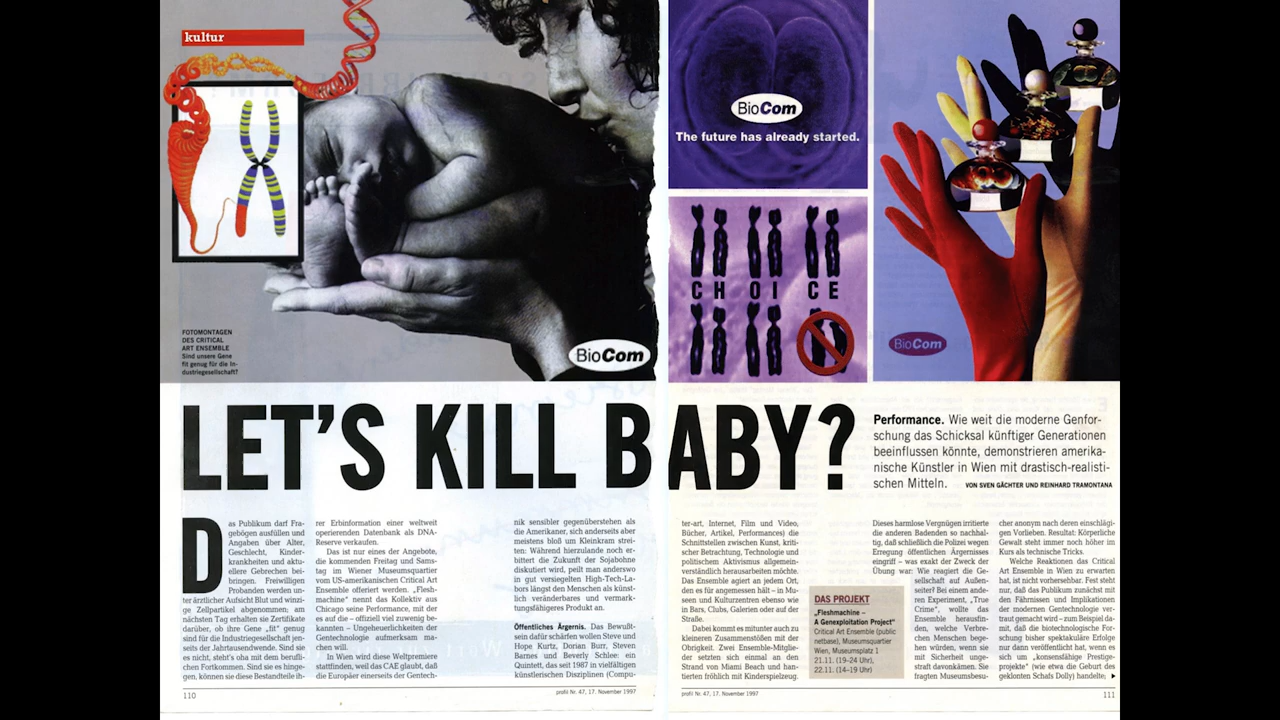 kultur
FOTOMONTAGEN
DES CRITICAL
ART ENSEMBLE
Sind unsere Gene
fit genug für die In-
dustriegesellschaft?
BioCom
BioCom
The future has already started.
CHOICE
BioCom
LET'S KILL BABY?
Performance. Wie weit die moderne Genfor-
schung das Schicksal künftiger Generationen
beeinflussen könnte, demonstrieren amerika-
nische Künstler in Wien mit drastisch-realisti-
schen Mitteln. VON SVEN GÄCHTER UND REINHARD TRAMONTANA
Das Publikum darf Fra-
gebögen ausfüllen und
Angaben über Alter,
Geschlecht, Kinder-
krankheiten und aktu-
ellere Gebrechen bei-
bringen. Freiwilligen
Probanden werden un-
ter ärztlicher Aufsicht Blut und winzi-
ge Zellpartikel abgenommen; am
nächsten Tag erhalten sie Zertifikate
darüber, ob ihre Gene „fit" genug
sind für die Industriegesellschaft jen-
seits der Jahrtausendwende. Sind sie
es nicht, steht's oba mit dem berufli-
chen Fortkommen. Sind sie es hinge-
gen, können sie diese Bestandteile ih-
rer Erbinformation einer weltweit
operierenden Datenbank als DNA-
Reserve verkaufen.
Das ist nur eines der Angebote,
die kommenden Freitag und Sams-
tag im Wiener Museumsquartier
vom US-amerikanischen Critical Art
Ensemble offeriert werden. „Flesh-
machine" nennt das Kollektiv aus
Chicago seine Performance, mit der
es auf die – offiziell viel zuwenig be-
kannten – Ungeheuerlichkeiten der
Gentechnologie aufmerksam ma-
chen will.
In Wien wird diese Weltpremiere
stattfinden, weil das CAE glaubt, daß
die Europäer einerseits der Gentech-
nik sensibler gegenüberstehen als
die Amerikaner, sich anderseits aber
meistens bloß um Kleinkram strei-
ten: Während hierzulande noch er-
bittert die Zukunft der Sojabohne
diskutiert wird, peilt man anderswo
in gut versiegelten High-Tech-La-
bors längst den Menschen als künst-
lich veränderbares und vermark-
tungsfähigeres Produkt an.
Öffentliches Ärgernis. Das Bewußt-
sein dafür schärfen wollen Steve und
Hope Kurtz, Dorian Burr, Steven
Barnes und Beverly Schlee: ein
Quintett, das seit 1987 in vielfältigen
künstlerischen Disziplinen (Compu-
110
profil Nr. 47, 17. November 1997
ter-art, Internet, Film und Video,
Bücher, Artikel, Performances) die
Schnittstellen zwischen Kunst, kriti-
scher Betrachtung, Technologie und
politischem Aktivismus allgemein-
verständlich herausarbeiten möchte.
Das Ensemble agiert an jedem Ort,
den es für angemessen hält – in Mu-
seen und Kulturzentren ebenso wie
in Bars, Clubs, Galerien oder auf der
Straße.
Dabei kommt es mitunter auch zu
kleineren Zusammenstößen mit der
Obrigkeit. Zwei Ensemble-Mitglie-
der setzten sich einmal an den
Strand von Miami Beach und han-
tierten fröhlich mit Kinderspielzeug.
DAS PROJEKT
„Fleshmachine –
A Genexploitation Project"
Critical Art Ensemble (public
netbase), Museumsquartier
Wien, Museumsplatz 1
21.11. (19–24 Uhr),
22.11. (14–19 Uhr)
Dieses harmlose Vergnügen irritierte
die anderen Badenden so nachhal-
tig, daß schließlich die Polizei wegen
Erregung öffentlichen Ärgernisses
eingriff – was exakt der Zweck der
Übung war: Wie reagiert die Ge-
sellschaft auf Außen-
seiter? Bei einem ande-
ren Experiment, „True
Crime", wollte das
Ensemble herausfin-
den, welche Verbre-
chen Menschen bege-
hen würden, wenn sie
mit Sicherheit unge-
straft davonkämen. Sie
fragten Museumsbesu-
cher anonym nach deren einschlägi-
gen Vorlieben. Resultat: Körperliche
Gewalt steht immer noch höher im
Kurs als technische Tricks.
Welche Reaktionen das Critical
Art Ensemble in Wien zu erwarten
hat, ist nicht vorhersehbar. Fest steht
nur, daß das Publikum zunächst mit
den Fährnissen und Implikationen
der modernen Gentechnologie ver-
traut gemacht wird – zum Beispiel da-
mit, daß die biotechnologische For-
schung bisher spektakuläre Erfolge
nur dann veröffentlicht hat, wenn es
sich um „konsensfähige Prestige-
projekte" (wie etwa die Geburt des
geklonten Schafs Dolly) handelte;
profil Nr. 47, 17. November 1997
111